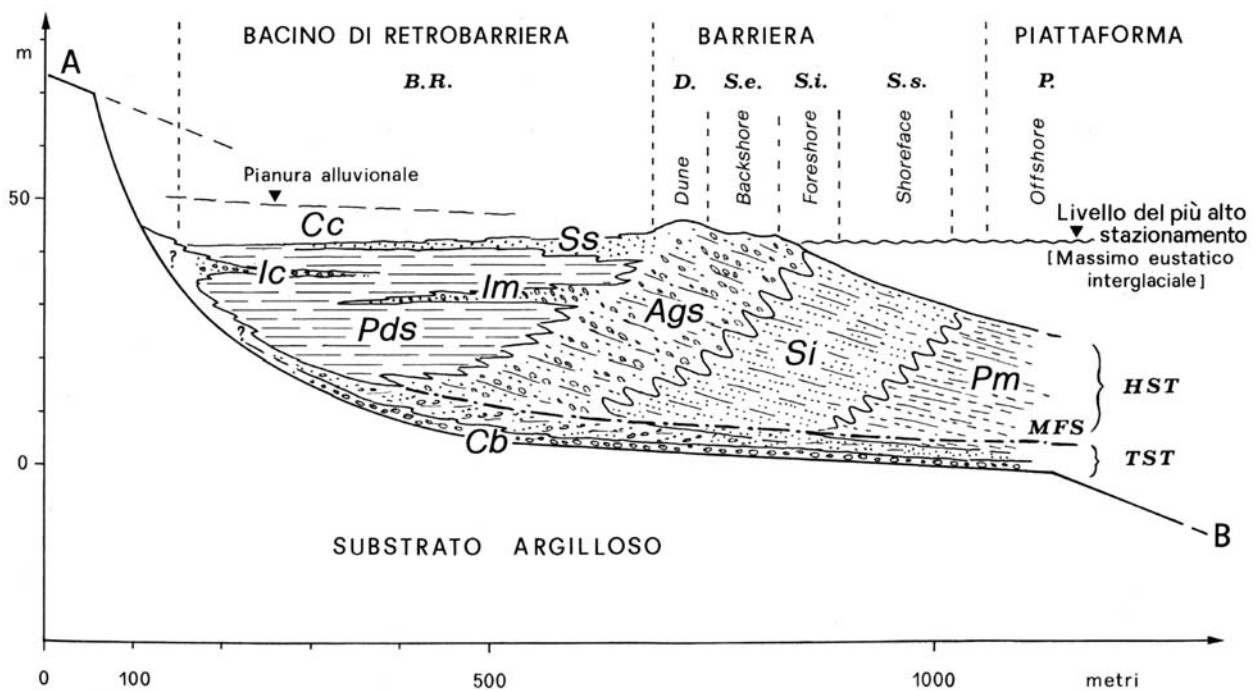 BACINO DI RETROBARRIERA BARRIERA PIATTAFORMA
m
A
B.R. D. S.e. S.i. S.s. P.
Dune
Backshore
Foreshore
Shoreface
Offshore
Pianura alluvionale
50
Livello del più alto
stazionamento
[Massimo eustatico
interglaciale]
Cc
Ss
?
Ic
Im
Pds
Ags
Si
Pm
HST
?
MFS
Cb
TST
0
B
SUBSTRATO ARGILLOSO
0 100 500 1000 metri